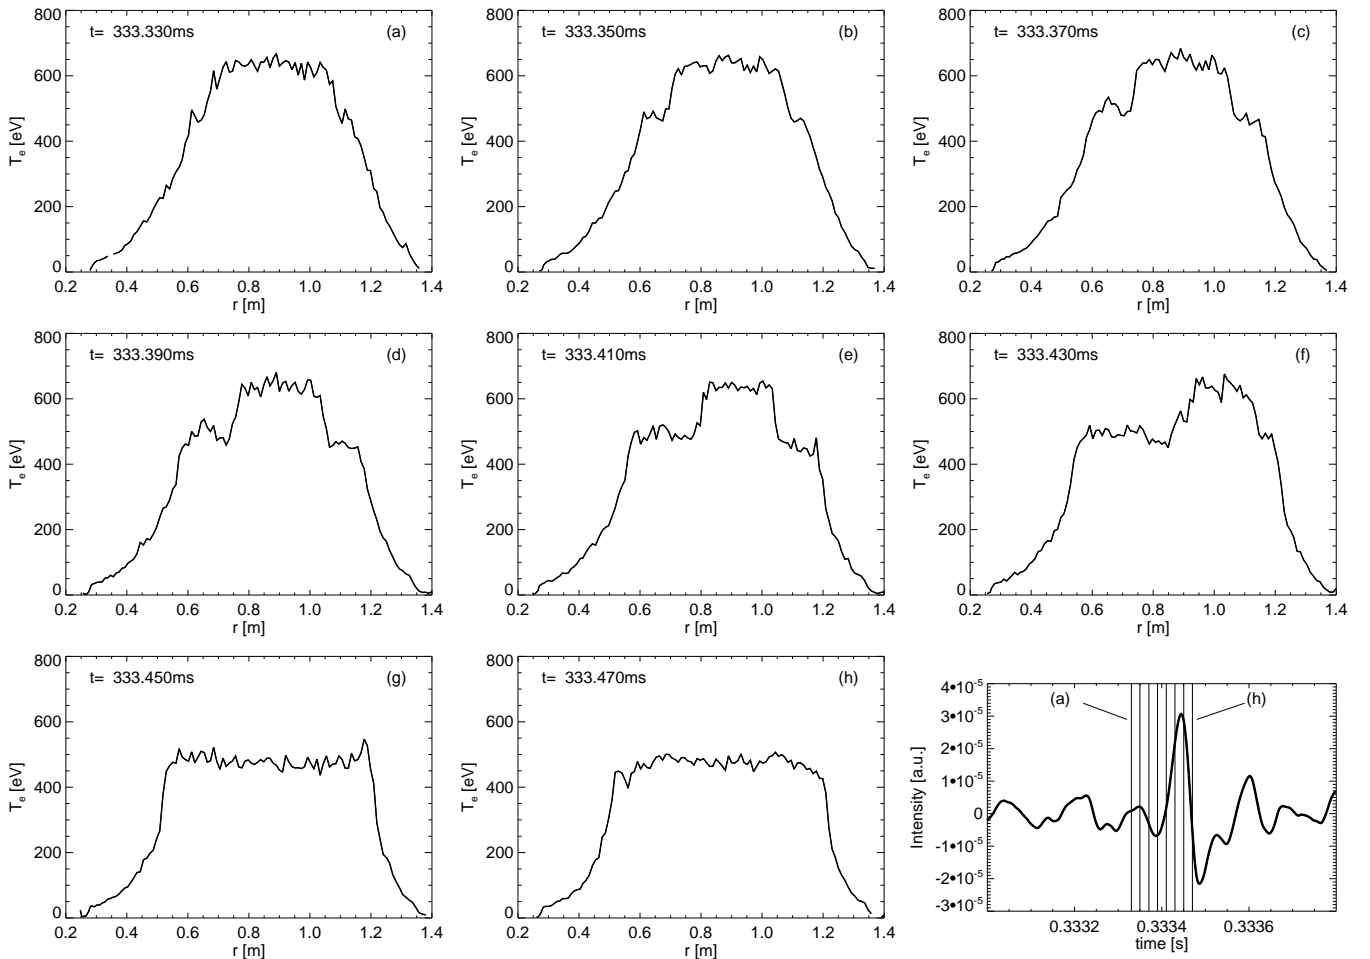 t= 333.330ms (a)
800
600
400
200
0
T_e [eV]
0.2 0.4 0.6 0.8 1.0 1.2 1.4
r [m]
t= 333.350ms (b)
800
600
400
200
0
T_e [eV]
0.2 0.4 0.6 0.8 1.0 1.2 1.4
r [m]
t= 333.370ms (c)
800
600
400
200
0
T_e [eV]
0.2 0.4 0.6 0.8 1.0 1.2 1.4
r [m]
t= 333.390ms (d)
800
600
400
200
0
T_e [eV]
0.2 0.4 0.6 0.8 1.0 1.2 1.4
r [m]
t= 333.410ms (e)
800
600
400
200
0
T_e [eV]
0.2 0.4 0.6 0.8 1.0 1.2 1.4
r [m]
t= 333.430ms (f)
800
600
400
200
0
T_e [eV]
0.2 0.4 0.6 0.8 1.0 1.2 1.4
r [m]
t= 333.450ms (g)
800
600
400
200
0
T_e [eV]
0.2 0.4 0.6 0.8 1.0 1.2 1.4
r [m]
t= 333.470ms (h)
800
600
400
200
0
T_e [eV]
0.2 0.4 0.6 0.8 1.0 1.2 1.4
r [m]
(a) (h)
4•10⁻⁵
3•10⁻⁵
2•10⁻⁵
1•10⁻⁵
0
-1•10⁻⁵
-2•10⁻⁵
-3•10⁻⁵
Intensity [a.u.]
0.3332 0.3334 0.3336
time [s]